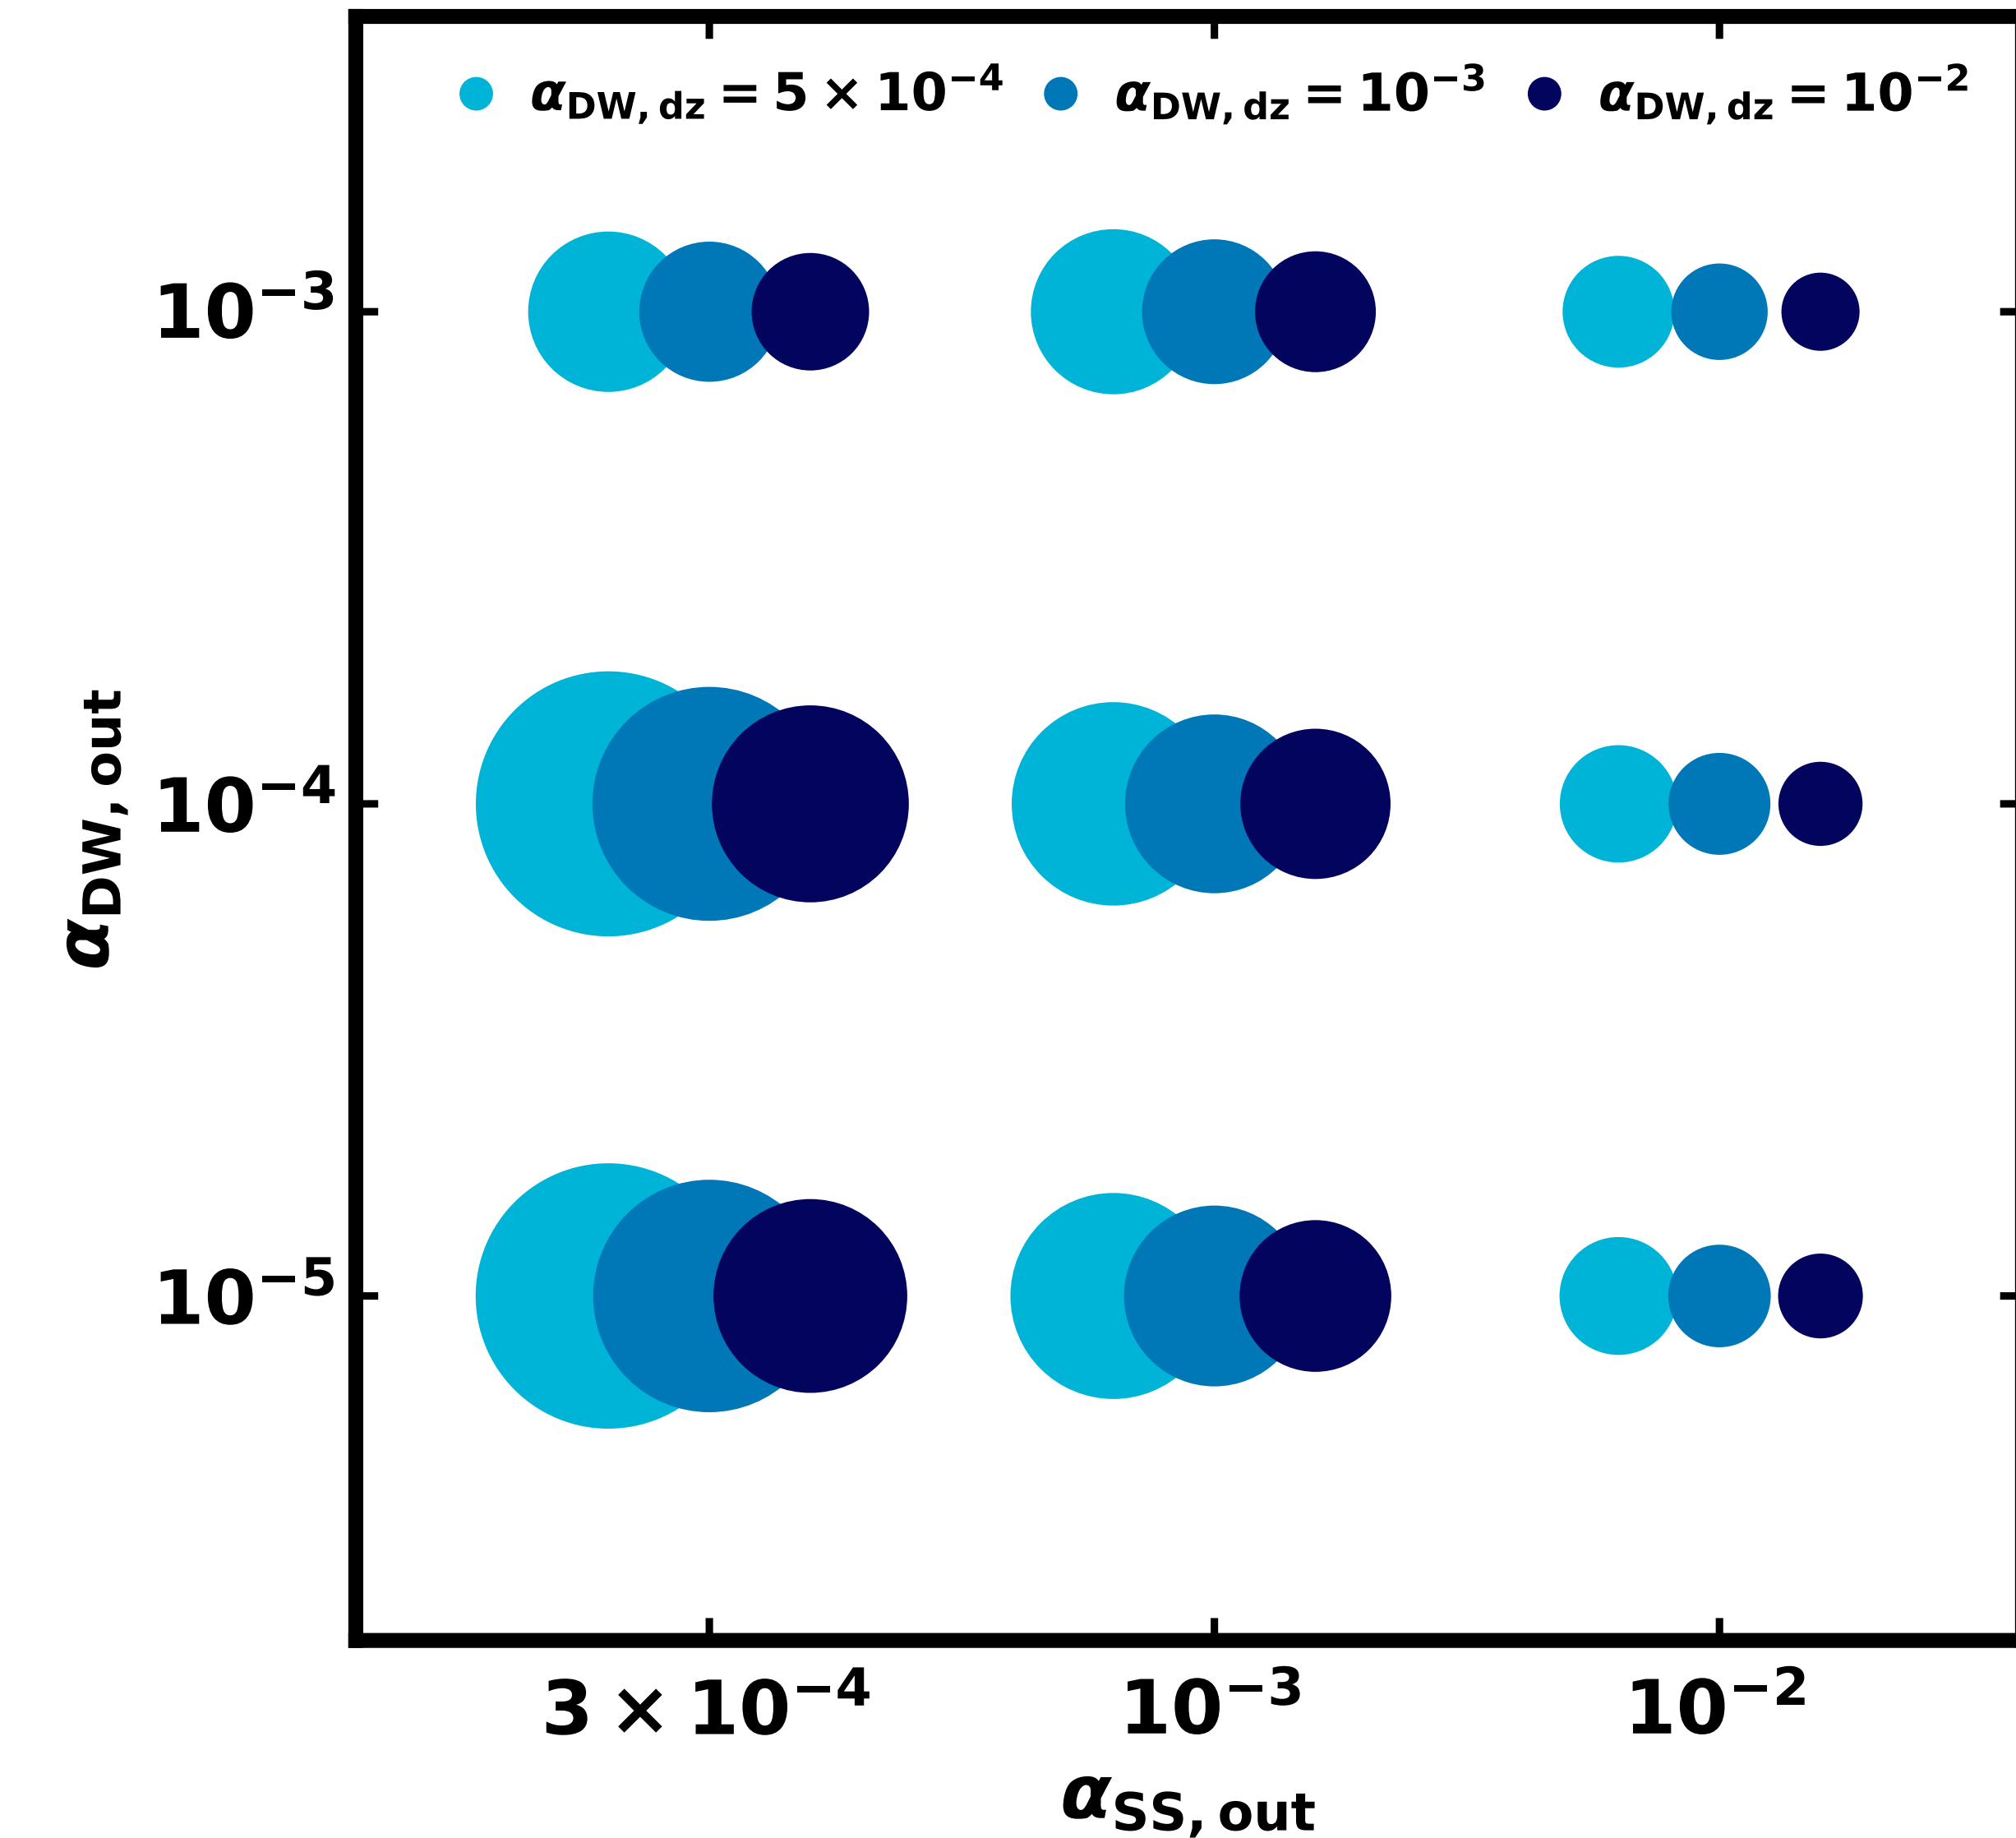 α_DW, dz = 5 × 10⁻⁴ α_DW, dz = 10⁻³ α_DW, dz = 10⁻²
10⁻³
10⁻⁴
10⁻⁵
α_DW, out
3 × 10⁻⁴ 10⁻³ 10⁻²
α_SS, out